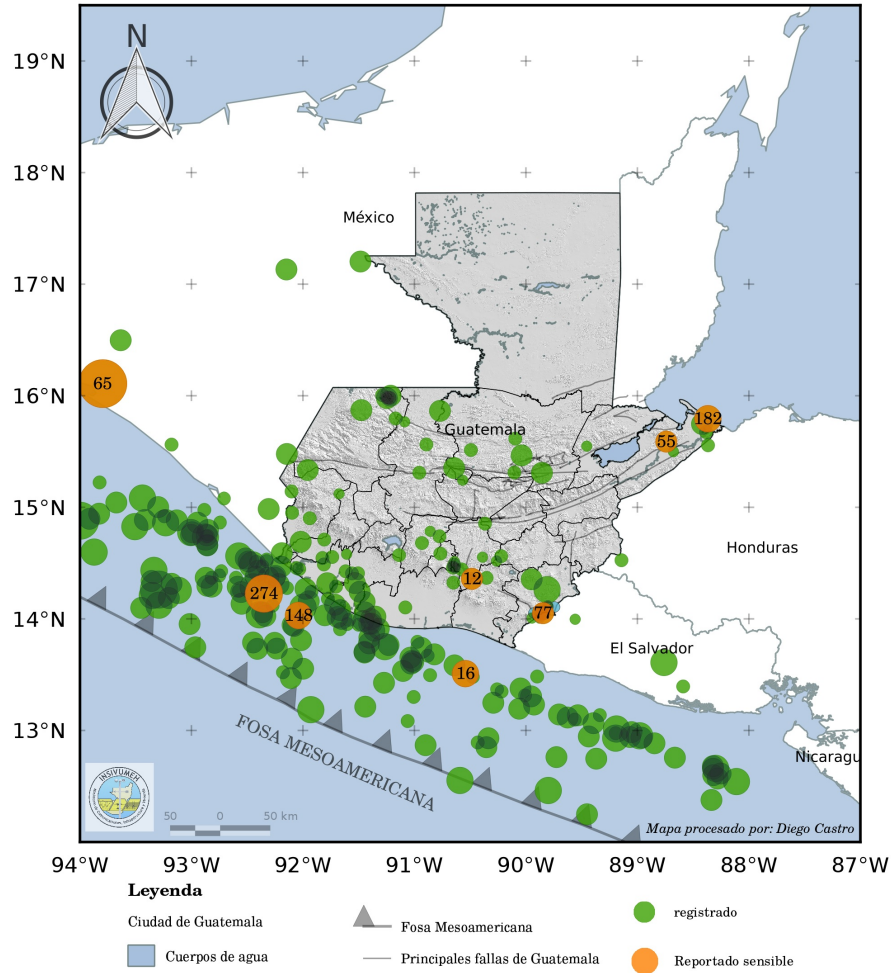 N
19°N
18°N
México
17°N
16°N
65
182
Guatemala
55
15°N
Honduras
12
274
14°N
148
77
El Salvador
16
13°N
FOSA MESOAMERICANA
Nicaragu
INSIVUMEH
50 0 50 km
Mapa procesado por: Diego Castro
94°W 93°W 92°W 91°W 90°W 89°W 88°W 87°W
Leyenda
Ciudad de Guatemala
Fosa Mesoamericana
registrado
Cuerpos de agua
Principales fallas de Guatemala
Reportado sensible